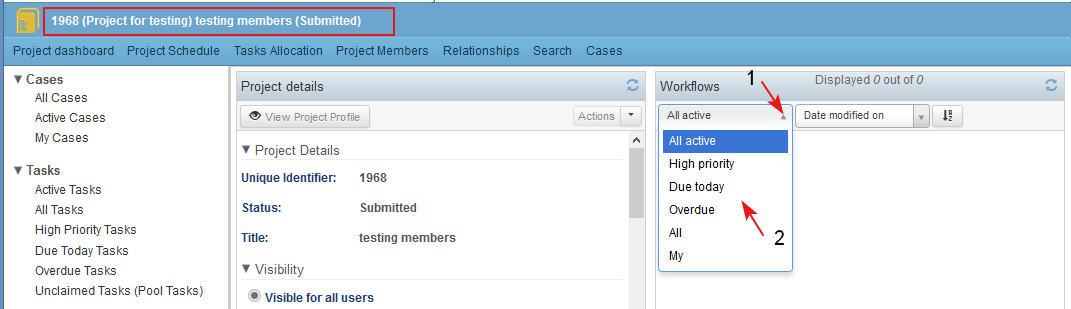 1968 (Project for testing) testing members (Submitted)
Project dashboard Project Schedule Tasks Allocation Project Members Relationships Search Cases
Cases
All Cases
Active Cases
My Cases
Tasks
Active Tasks
All Tasks
High Priority Tasks
Due Today Tasks
Overdue Tasks
Unclaimed Tasks (Pool Tasks)
Project details
View Project Profile Actions
Project Details
Unique Identifier: 1968
Status: Submitted
Title: testing members
Visibility
Visible for all users
1
Workflows Displayed 0 out of 0
All active Date modified on
All active
High priority
Due today
Overdue
All
My
2